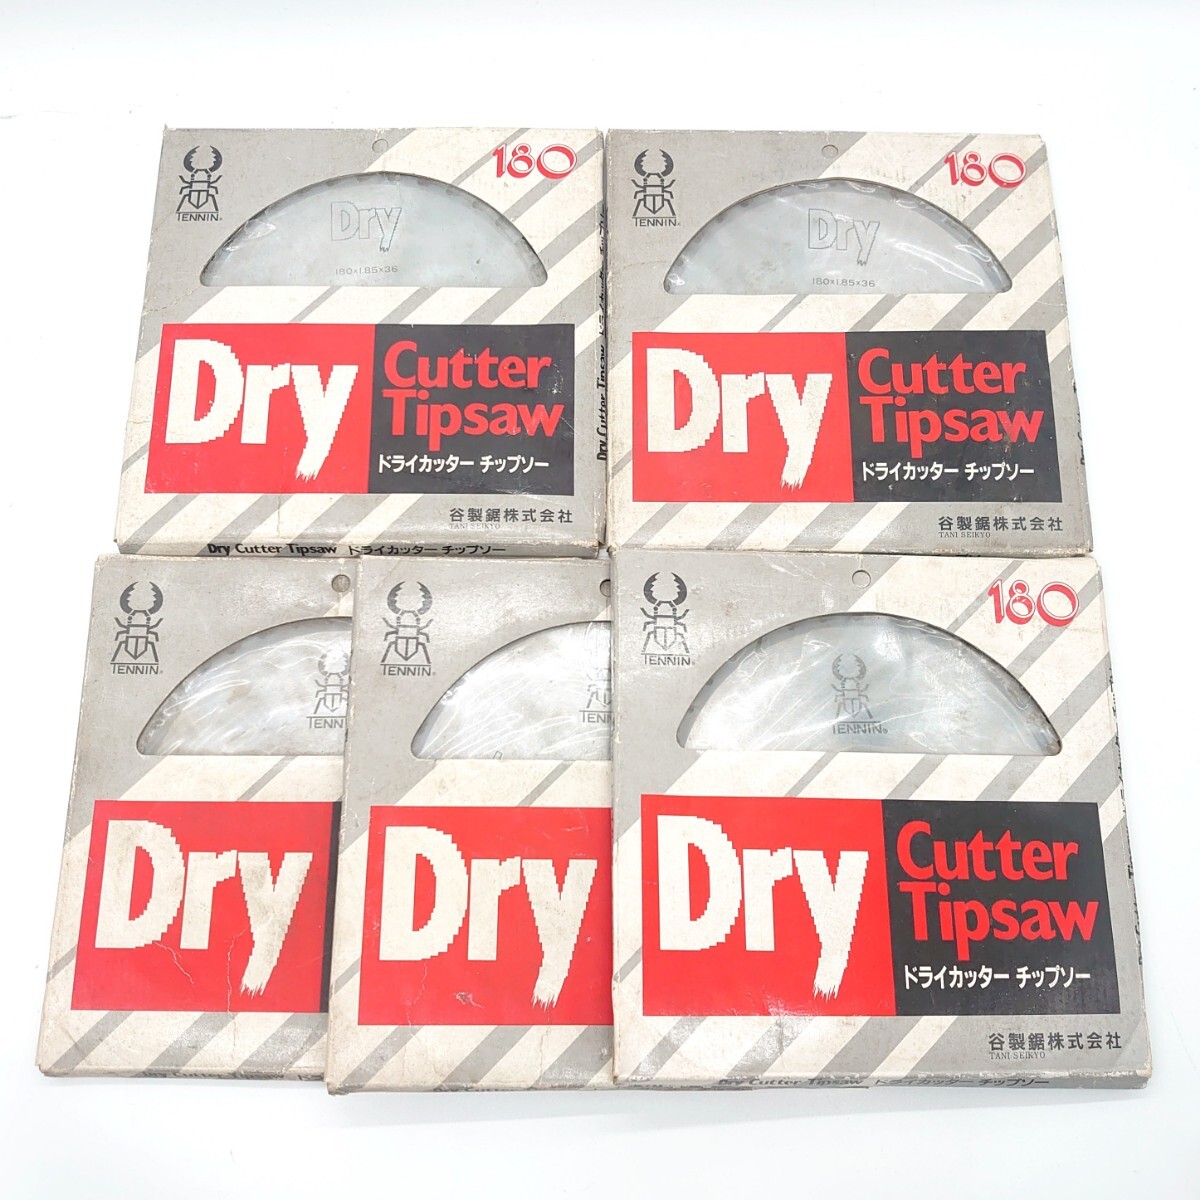 TENNIN®
180
Dry
180×1.85×36
Dry
Cutter
Tipsaw
ドライカッター チップソー
谷製鋸株式会社
TANI SEIKYO
Dry Cutter Tipsaw ドライカッター チップソー
Dry Cutter Tipsaw
TENNIN®
180
Dry
180×1.85×36
Dry
Cutter
Tipsaw
ドライカッター チップソー
谷製鋸株式会社
TANI SEIKYO
TENNIN®
TENNIN
Dry
Dry Cutter Tipsaw
TENNIN®
TENNIN
Dry
TENNIN®
180
TENNIN®
Dry
Cutter
Tipsaw
ドライカッター チップソー
谷製鋸株式会社
TANI SEIKYO
Dry Cutter Tipsaw ドライカッター チップソー